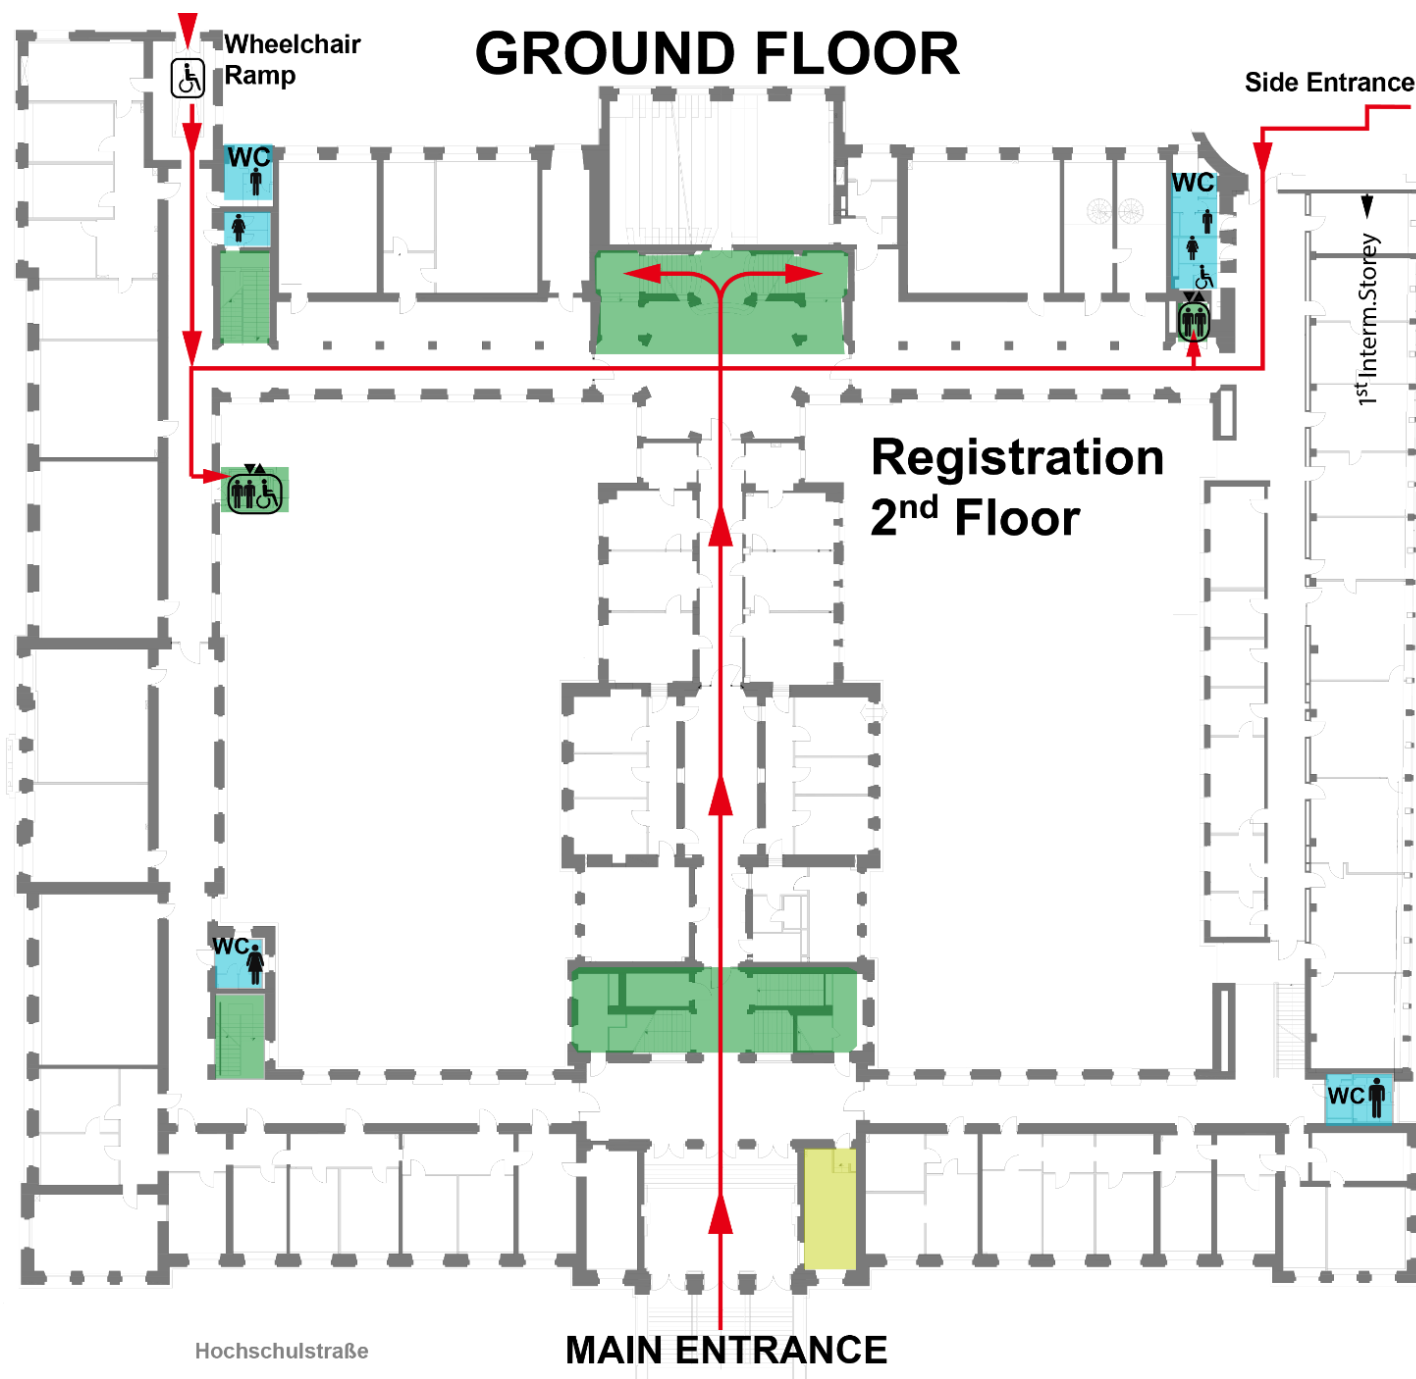 GROUND FLOOR
Wheelchair
Ramp
Side Entrance
WC
WC
1st Interm.Storey
Registration
2nd Floor
WC
WC
MAIN ENTRANCE
Hochschulstraße